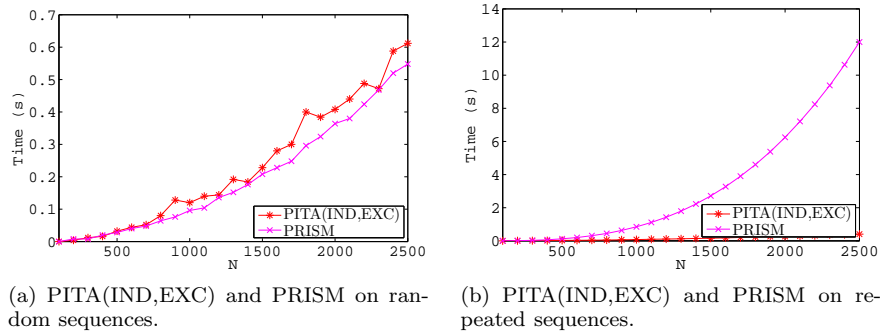 0.7
0.6
0.5
0.4
0.3
0.2
0.1
0
Time (s)
500 1000 1500 2000 2500
N
PITA(IND,EXC)
PRISM
(a) PITA(IND,EXC) and PRISM on ran-
dom sequences.
14
12
10
8
6
4
2
0
Time (s)
500 1000 1500 2000 2500
N
PITA(IND,EXC)
PRISM
(b) PITA(IND,EXC) and PRISM on re-
peated sequences.